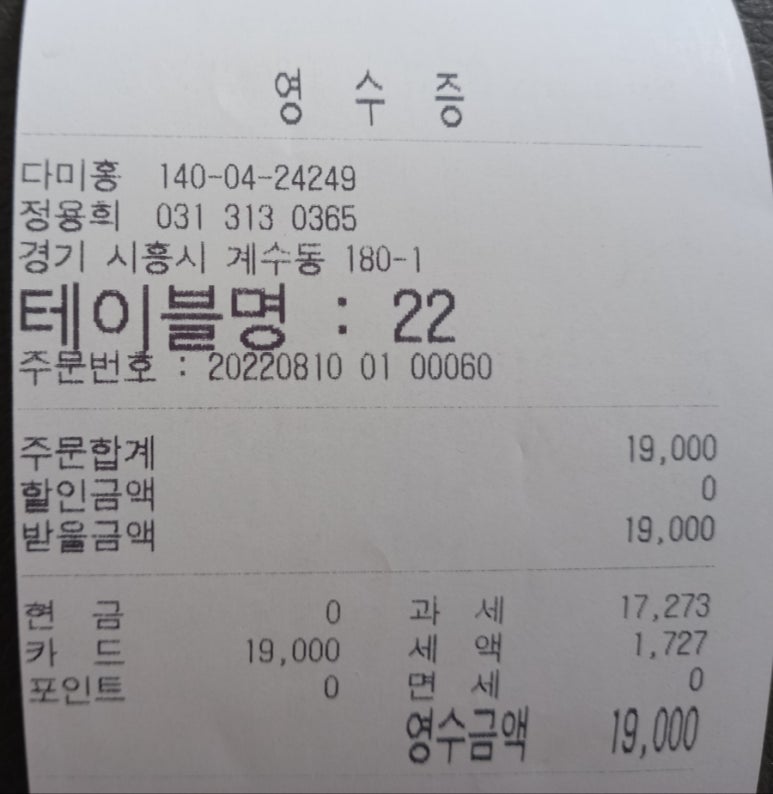 영 수 증
다미홍 140-04-24249
정용희 031 313 0365
경기 시흥시 계수동 180-1
테이블명 : 22
주문번호 : 20220810 01 00060
주문합계 19,000
할인금액 0
받을금액 19,000
현 금 0 과 세 17,273
카 드 19,000 세 액 1,727
포인트 0 면 세 0
영수금액 19,000